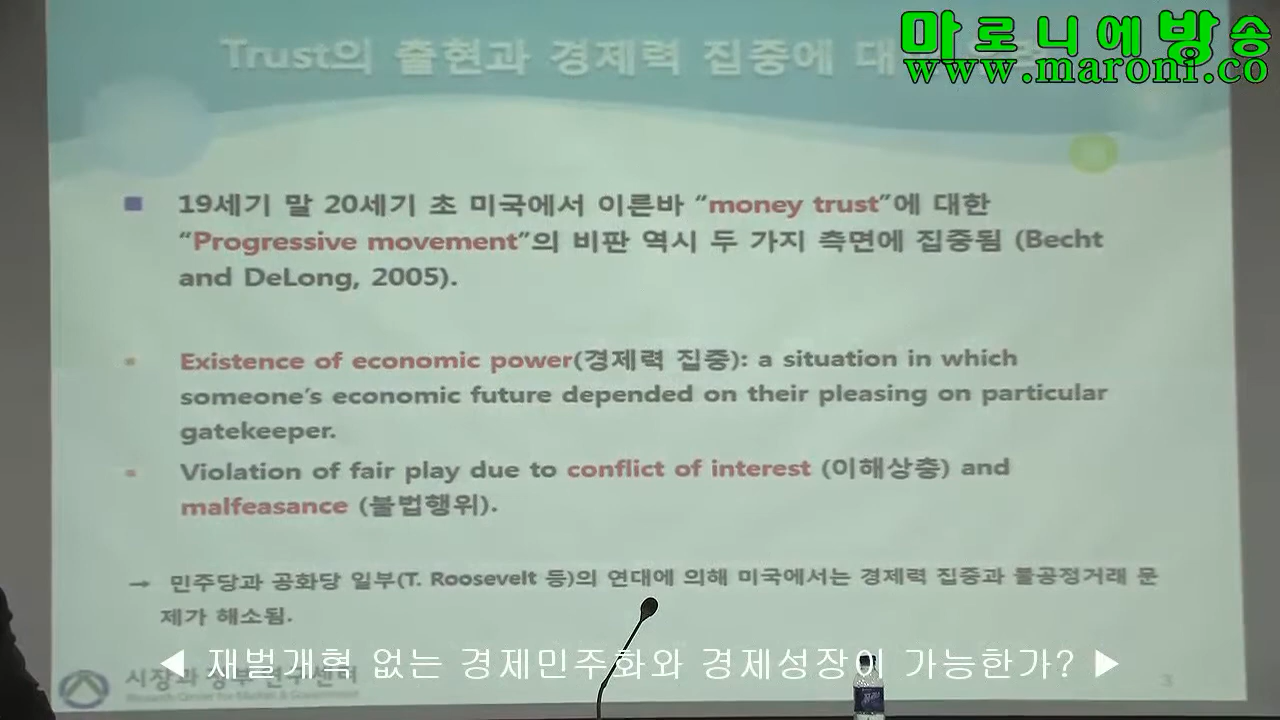 마로니에방송
www.maroni.co
Trust의 출현과 경제력 집중에 대
19세기 말 20세기 초 미국에서 이른바 “money trust”에 대한
“Progressive movement”의 비판 역시 두 가지 측면에 집중됨 (Becht
and DeLong, 2005).
Existence of economic power(경제력 집중): a situation in which
someone’s economic future depended on their pleasing on particular
gatekeeper.
Violation of fair play due to conflict of interest (이해상충) and
malfeasance (불법행위).
→ 민주당과 공화당 일부(T. Roosevelt 등)의 연대에 의해 미국에서는 경제력 집중과 불공정거래 문
제가 해소됨.
◀ 재벌개혁 없는 경제민주화와 경제성장이 가능한가? ▶
시장과 정부 연구센터
Research Center for Market & Government
3